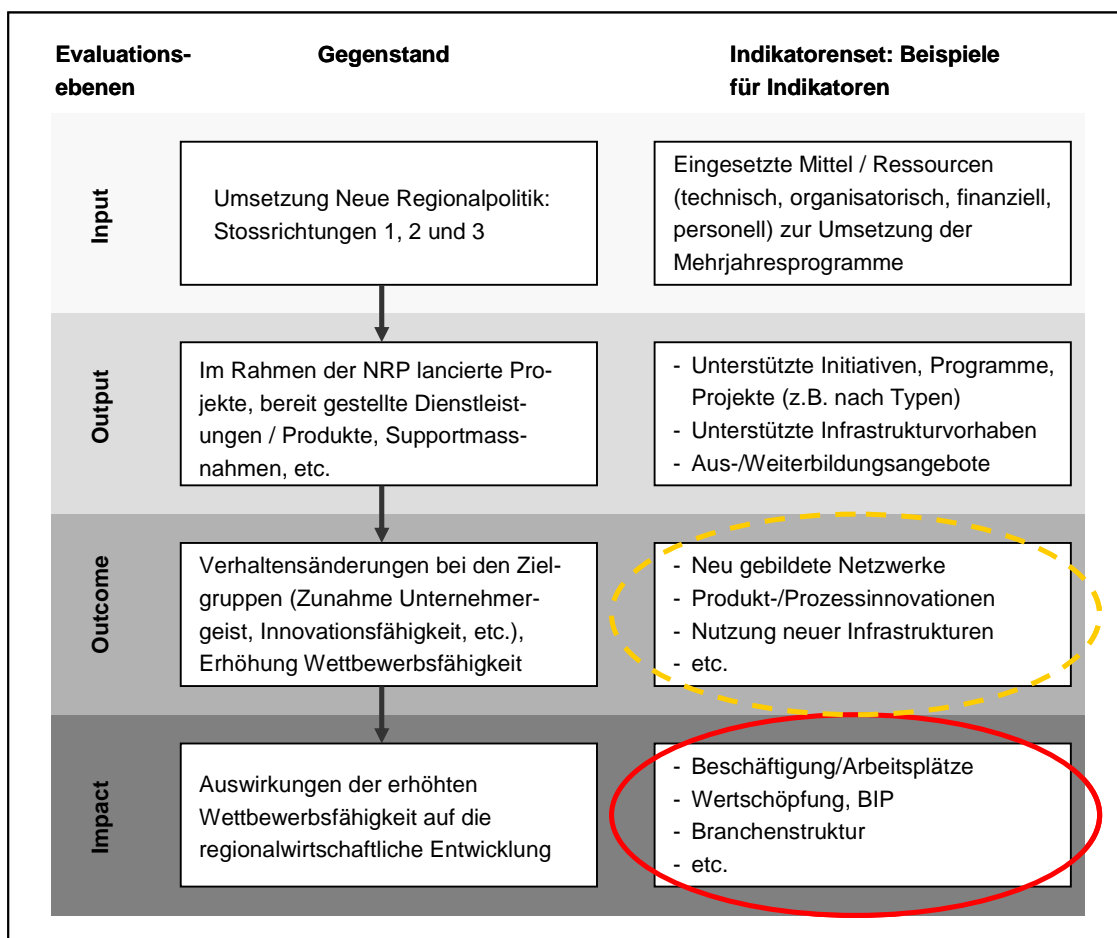 Evaluations-
ebenen
Gegenstand
Indikatorenset: Beispiele
für Indikatoren
Input
Umsetzung Neue Regionalpolitik:
Stossrichtungen 1, 2 und 3
Eingesetzte Mittel / Ressourcen
(technisch, organisatorisch, finanziell,
personell) zur Umsetzung der
Mehrjahresprogramme
Output
Im Rahmen der NRP lancierte Pro-
jekte, bereit gestellte Dienstleist-
ungen / Produkte, Supportmass-
nahmen, etc.
- Unterstützte Initiativen, Programme,
Projekte (z.B. nach Typen)
- Unterstützte Infrastrukturvorhaben
- Aus-/Weiterbildungsangebote
Outcome
Verhaltensänderungen bei den Ziel-
gruppen (Zunahme Unternehmer-
geist, Innovationsfähigkeit, etc.),
Erhöhung Wettbewerbsfähigkeit
- Neu gebildete Netzwerke
- Produkt-/Prozessinnovationen
- Nutzung neuer Infrastrukturen
- etc.
Impact
Auswirkungen der erhöhten
Wettbewerbsfähigkeit auf die
regionalwirtschaftliche Entwicklung
- Beschäftigung/Arbeitsplätze
- Wertschöpfung, BIP
- Branchenstruktur
- etc.